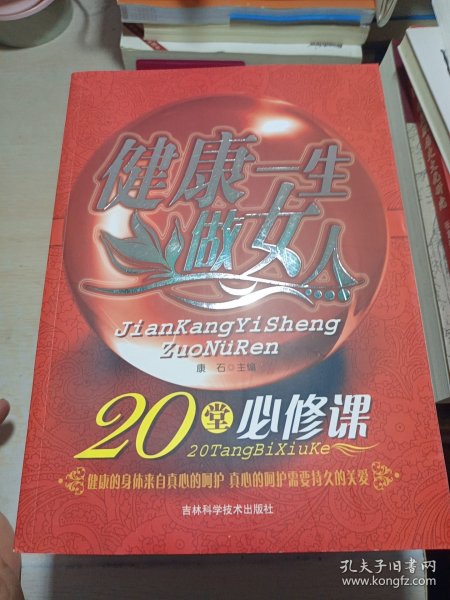 健康一生
做女人
JianKangYiSheng
ZuoNüRen
康 石○主编
20堂必修课
20TangBiXiuKe
健康的身体来自真心的呵护 真心的呵护需要持久的关爱
吉林科学技术出版社
孔夫子旧书网
www.kongfz.com